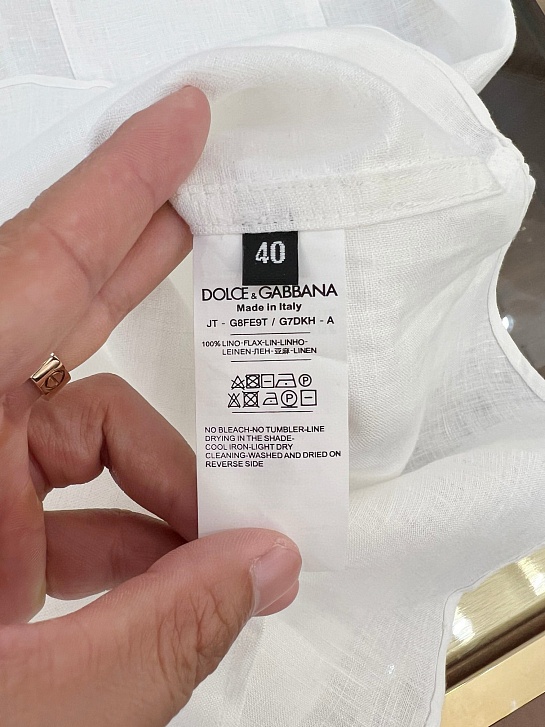 40
DOLCE & GABBANA
Made in Italy
JT - G8FE9T / G7DKH - A
100% LINO-FLAX-LIN-LINHO-
LEINEN-ЛЕН-亚麻-LINEN
NO BLEACH-NO TUMBLER-LINE
DRYING IN THE SHADE-
COOL IRON-LIGHT DRY
CLEANING-WASHED AND DRIED ON
REVERSE SIDE